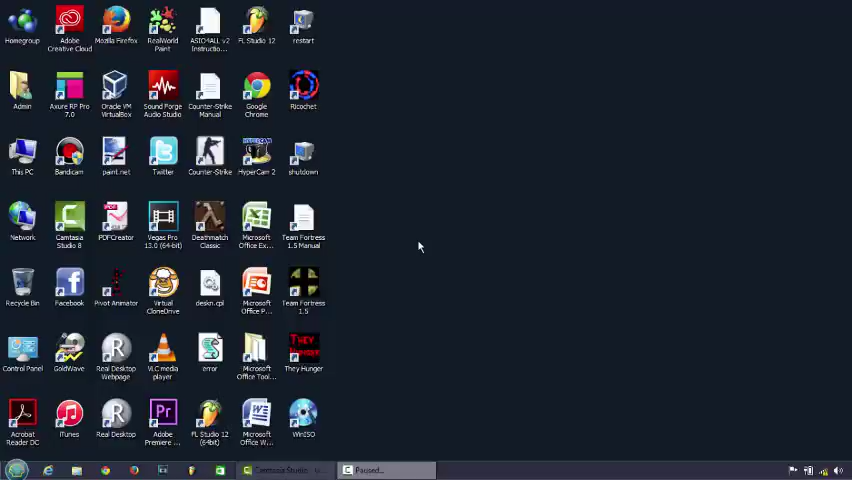 Homegroup
Adobe Creative Cloud
Mozilla Firefox
RealWorld Paint
ASIO4ALL v2 Instructio...
FL Studio 12
restart
Admin
Axure RP Pro 7.0
Oracle VM VirtualBox
Sound Forge Audio Studio
Counter-Strike Manual
Google Chrome
Ricochet
This PC
Bandicam
paint.net
Twitter
Counter-Strike
HYPERCAM
HyperCam 2
shutdown
Network
Camtasia Studio 8
PDFCreator
Vegas Pro 13.0 (64-bit)
Deathmatch Classic
Microsoft Office Ex...
Team Fortress 1.5 Manual
Recycle Bin
Facebook
Pivot Animator
Virtual CloneDrive
deskn.cpl
Microsoft Office P...
Team Fortress 1.5
Control Panel
GoldWave
Real Desktop Webpage
VLC media player
error
Microsoft Office Tool...
THEY
They Hunger
Acrobat Reader DC
iTunes
Real Desktop
Adobe Premiere ...
FL Studio 12 (64bit)
Microsoft Office W...
WinISO
Camtasia Studio
Paused...